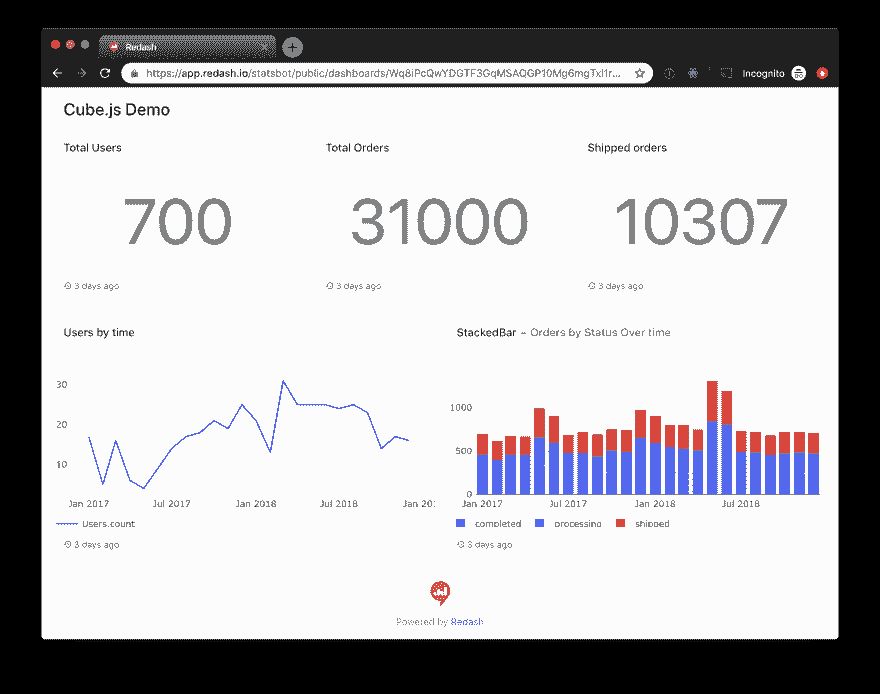 Redash
https://app.redash.io/statsbot/public/dashboards/
Incognito
Cube.js Demo
Total Users
Total Orders
Shipped orders
700
31000
10307
3 days ago
3 days ago
3 days ago
Users by time
StackedBar - Orders by Status Over time
30
20
10
Jan 2017
Jul 2017
Jan 2018
Jul 2018
Jan 201
Users.count
3 days ago
1000
500
0
Jan 2017
Jul 2017
Jan 2018
Jul 2018
completed
processing
shipped
3 days ago
Powered by Redash